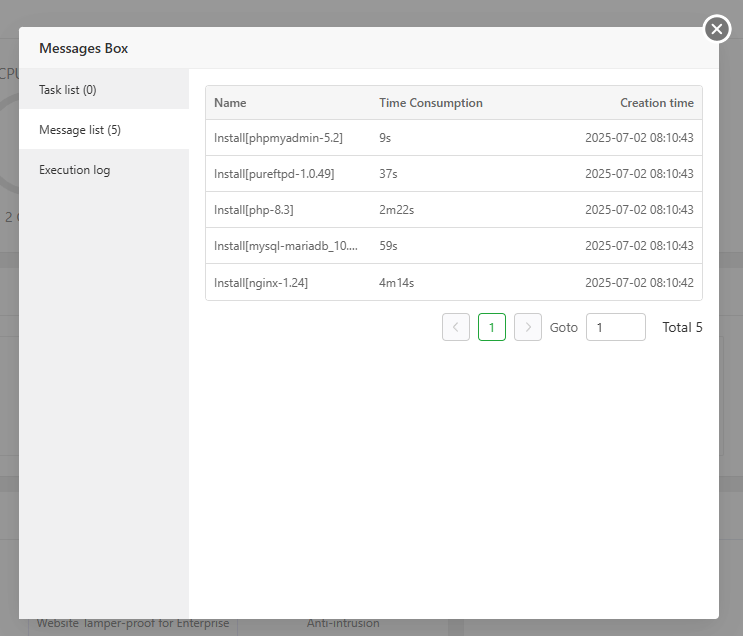 Messages Box
CPU
Task list (0)
Message list (5)
Execution log
Name Time Consumption Creation time
Install[phpmyadmin-5.2] 9s 2025-07-02 08:10:43
Install[pureftpd-1.0.49] 37s 2025-07-02 08:10:43
Install[php-8.3] 2m22s 2025-07-02 08:10:43
Install[mysql-mariadb_10.... 59s 2025-07-02 08:10:43
Install[nginx-1.24] 4m14s 2025-07-02 08:10:42
1 Goto 1 Total 5
2
Website Tamper-proof for Enterprise Anti-intrusion